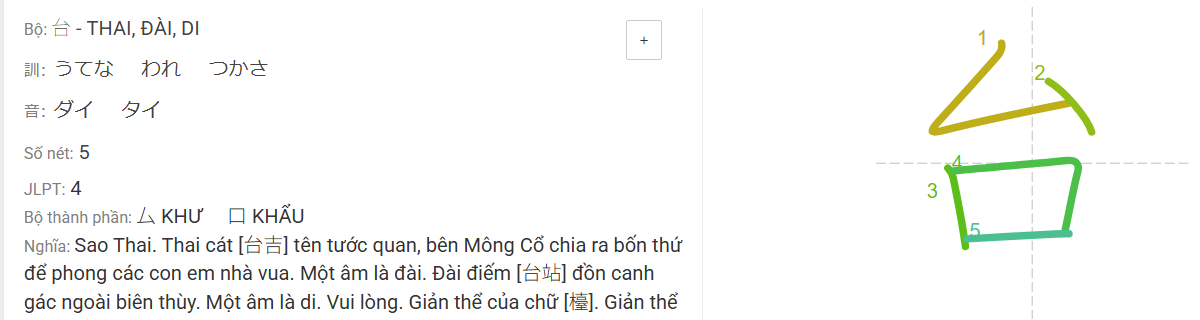 Bộ: 台 - THAI, ĐÀI, DI
+
訓: うてな われ つかさ
音: ダイ タイ
Số nét: 5
JLPT: 4
Bộ thành phần: 厶 KHƯ 口 KHẨU
Nghĩa: Sao Thai. Thai cát [台吉] tên tước quan, bên Mông Cổ chia ra bốn thứ
để phong các con em nhà vua. Một âm là đài. Đài điếm [台站] đồn canh
gác ngoài biên thùy. Một âm là di. Vui lòng. Giản thể của chữ [檯]. Giản thể
台
1
2
3
4
5